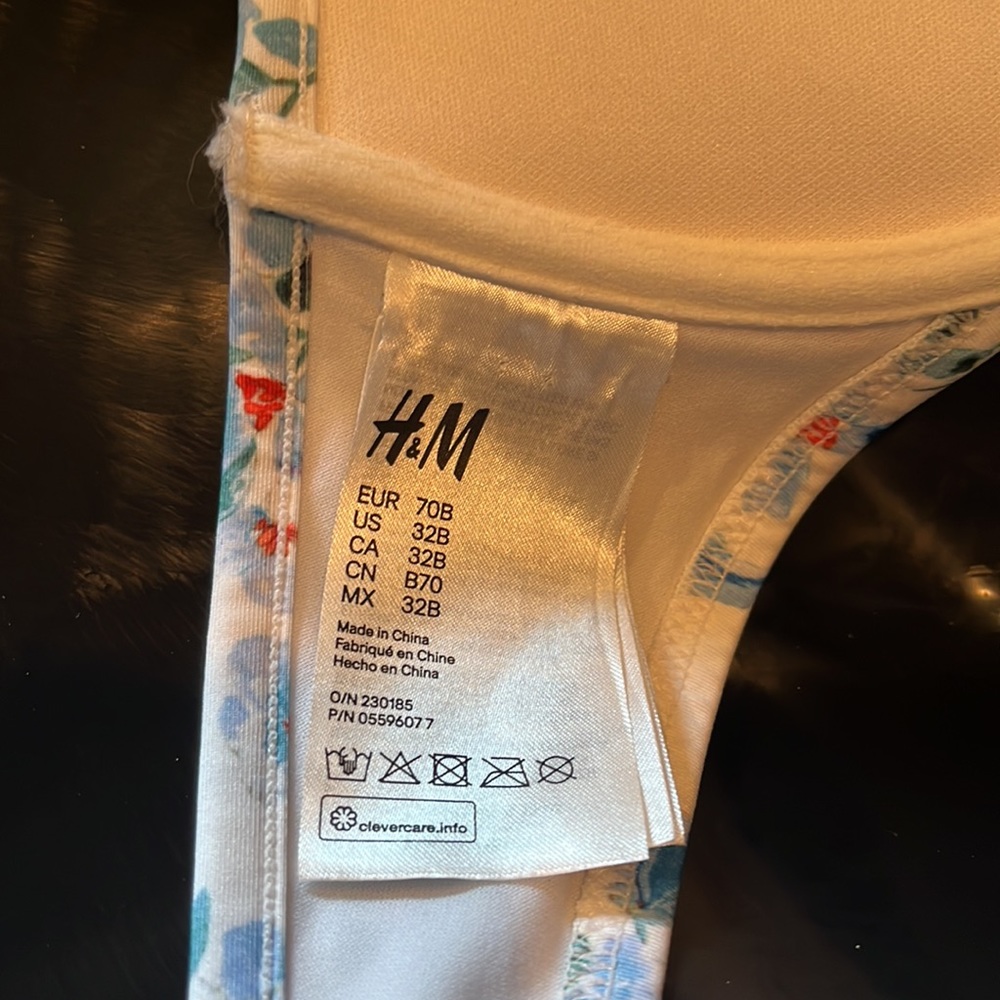 H&M
EUR 70B
US 32B
CA 32B
CN B70
MX 32B
Made in China
Fabriqué en Chine
Hecho en China
O/N 230185
P/N 0559607 7
clevercare.info